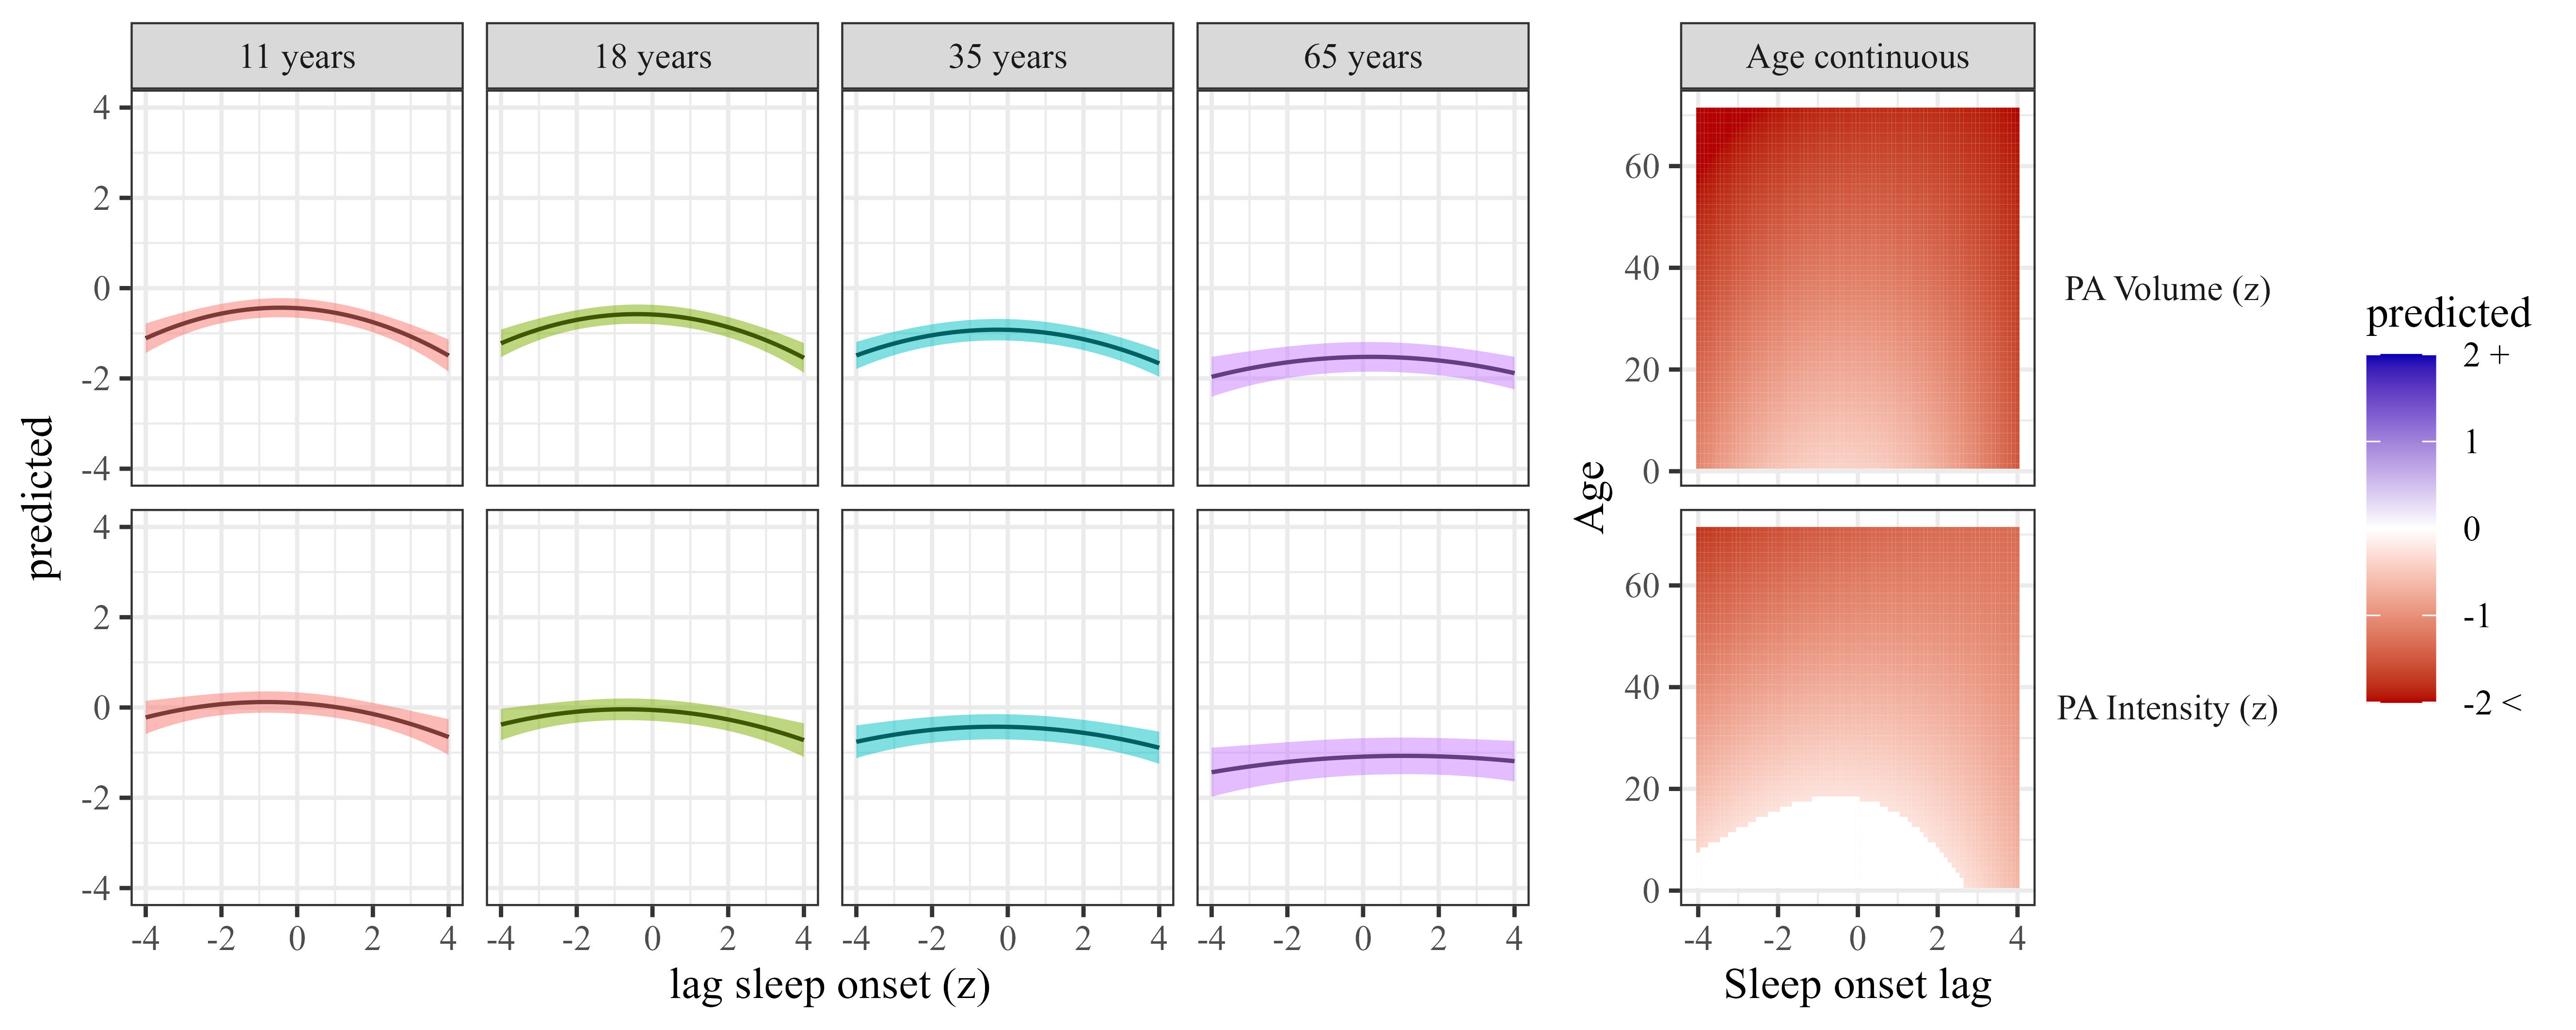 11 years
18 years
35 years
65 years
Age continuous
predicted
4
2
0
-2
-4
4
2
0
-2
-4
-4 -2 0 2 4
-4 -2 0 2 4
-4 -2 0 2 4
-4 -2 0 2 4
lag sleep onset (z)
Age
60
40
20
0
60
40
20
0
-4 -2 0 2 4
Sleep onset lag
PA Volume (z)
PA Intensity (z)
predicted
2 +
1
0
-1
-2 <